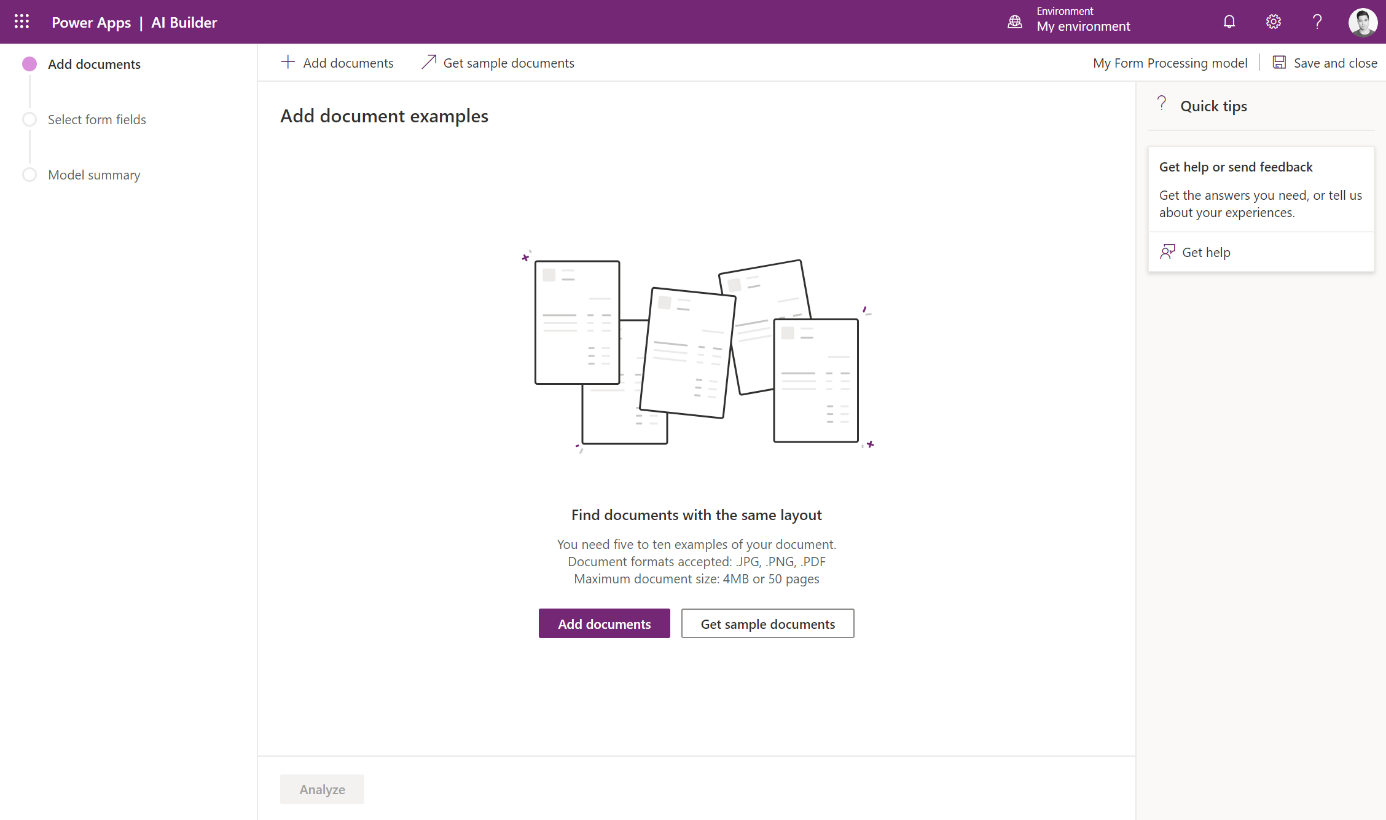 Power Apps | AI Builder
Environment
My environment
Add documents
Select form fields
Model summary
Add documents
Get sample documents
My Form Processing model
Save and close
Add document examples
Find documents with the same layout
You need five to ten examples of your document.
Document formats accepted: .JPG, .PNG, .PDF
Maximum document size: 4MB or 50 pages
Add documents
Get sample documents
Analyze
Quick tips
Get help or send feedback
Get the answers you need, or tell us
about your experiences.
Get help